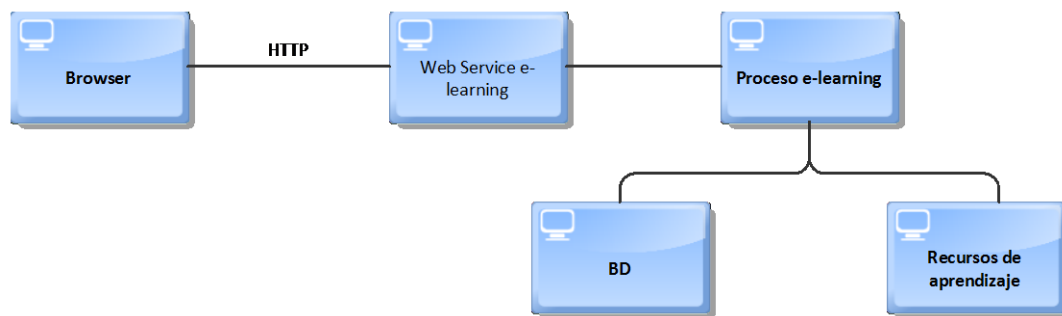 HTTP
Browser
Web Service e-
learning
Proceso e-learning
BD
Recursos de
aprendizaje